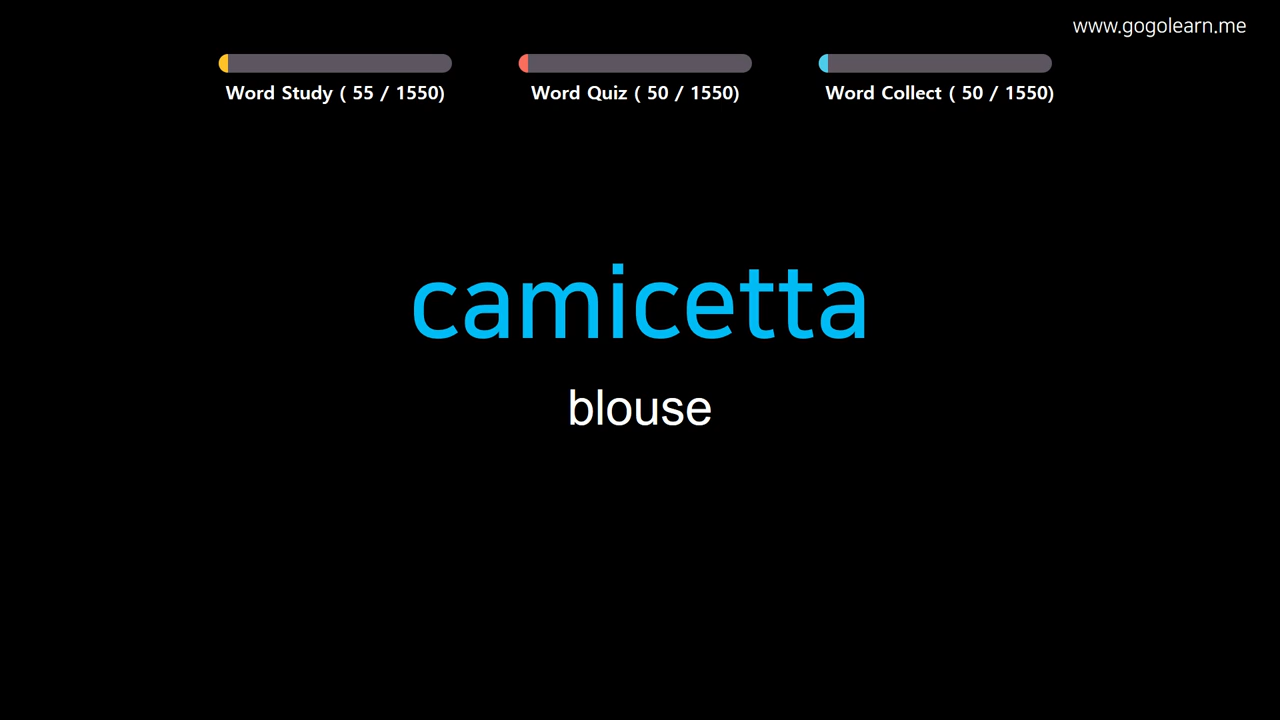 www.gogolearn.me
Word Study ( 55 / 1550)
Word Quiz ( 50 / 1550)
Word Collect ( 50 / 1550)
camicetta
blouse